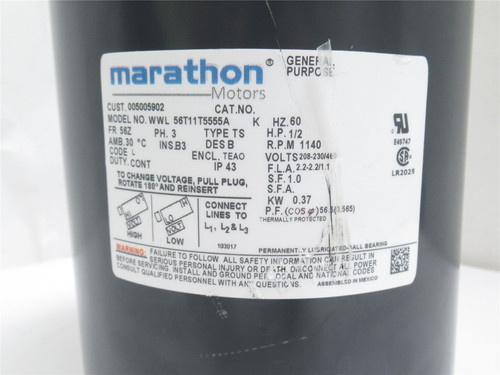 marathon®
Motors
GENERAL
PURPOSE
CUST. 005005902 CAT.NO.
MODEL NO. WWL 56T11T5555A K HZ. 60
FR. 56Z PH. 3 TYPE TS H.P. 1/2
AMB. 30 °C INS. B3 DES B R.P.M 1140
CODE L ENCL. TEAO VOLTS 208-230/460
DUTY. CONT IP 43 F.L.A. 2.2-2.2/1.1
S.F. 1.0
S.F.A.
KW 0.37
P.F. (COS φ)
THERMALLY PROTECTED
TO CHANGE VOLTAGE, PULL PLUG,
ROTATE 180° AND REINSERT
VOLT
HIGH
LOW
CONNECT
LINES TO
L1, L2 & L3
103017
E49747
LR2025
PERMANENTLY LUBRICATED BALL BEARING
WARNING: FAILURE TO FOLLOW ALL SAFETY INFORMATION CAN RESULT IN
SERIOUS PERSONAL INJURY OR DEATH. DISCONNECT ALL POWER
BEFORE SERVICING, INSTALL AND GROUND PER LOCAL AND NATIONAL CODES
CONSULT QUALIFIED PERSONNEL WITH ANY QUESTIONS. ASSEMBLED IN MEXICO